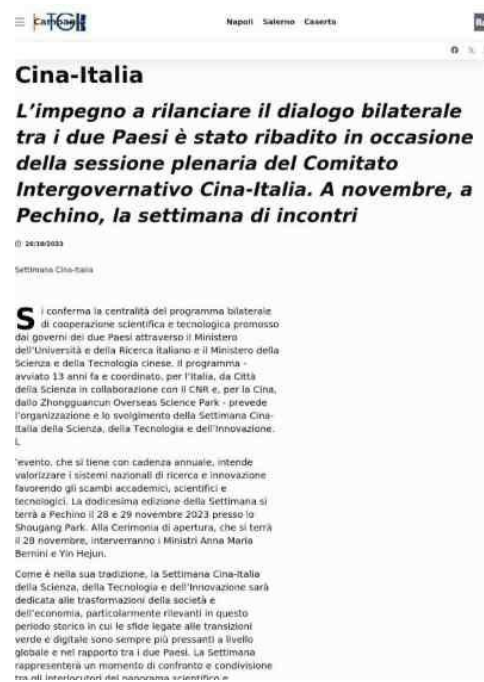 Campania
TGR
Napoli Salerno Caserta
Cina-Italia
L’impegno a rilanciare il dialogo bilaterale
tra i due Paesi è stato ribadito in occasione
della sessione plenaria del Comitato
Intergovernativo Cina-Italia. A novembre, a
Pechino, la settimana di incontri
26/10/2023
Settimana Cina-Italia
Si conferma la centralità del programma bilaterale
di cooperazione scientifica e tecnologica promosso
dai governi dei due Paesi attraverso il Ministero
dell'Università e della Ricerca italiano e il Ministero della
Scienza e della Tecnologia cinese. Il programma -
avviato 13 anni fa e coordinato, per l'Italia, da Città
della Scienza in collaborazione con il CNR e, per la Cina,
dallo Zhongguancun Overseas Science Park - prevede
l'organizzazione e lo svolgimento della Settimana Cina-
Italia della Scienza, della Tecnologia e dell'Innovazione.
L
'evento, che si tiene con cadenza annuale, intende
valorizzare i sistemi nazionali di ricerca e innovazione
favorendo gli scambi accademici, scientifici e
tecnologici. La dodicesima edizione della Settimana si
terrà a Pechino il 28 e 29 novembre 2023 presso lo
Shougang Park. Alla Cerimonia di apertura, che si terrà
il 28 novembre, interverranno i Ministri Anna Maria
Bernini e Yin Hejun.
Come è nella sua tradizione, la Settimana Cina-Italia
della Scienza, della Tecnologia e dell'Innovazione sarà
dedicata alle trasformazioni della società e
dell'economia, particolarmente rilevanti in questo
periodo storico in cui le sfide legate alle transizioni
verde e digitale sono sempre più pressanti a livello
globale e nel rapporto tra i due Paesi. La Settimana
rappresenterà un momento di confronto e condivisione
tra gli interlocutori del panorama scientifico e